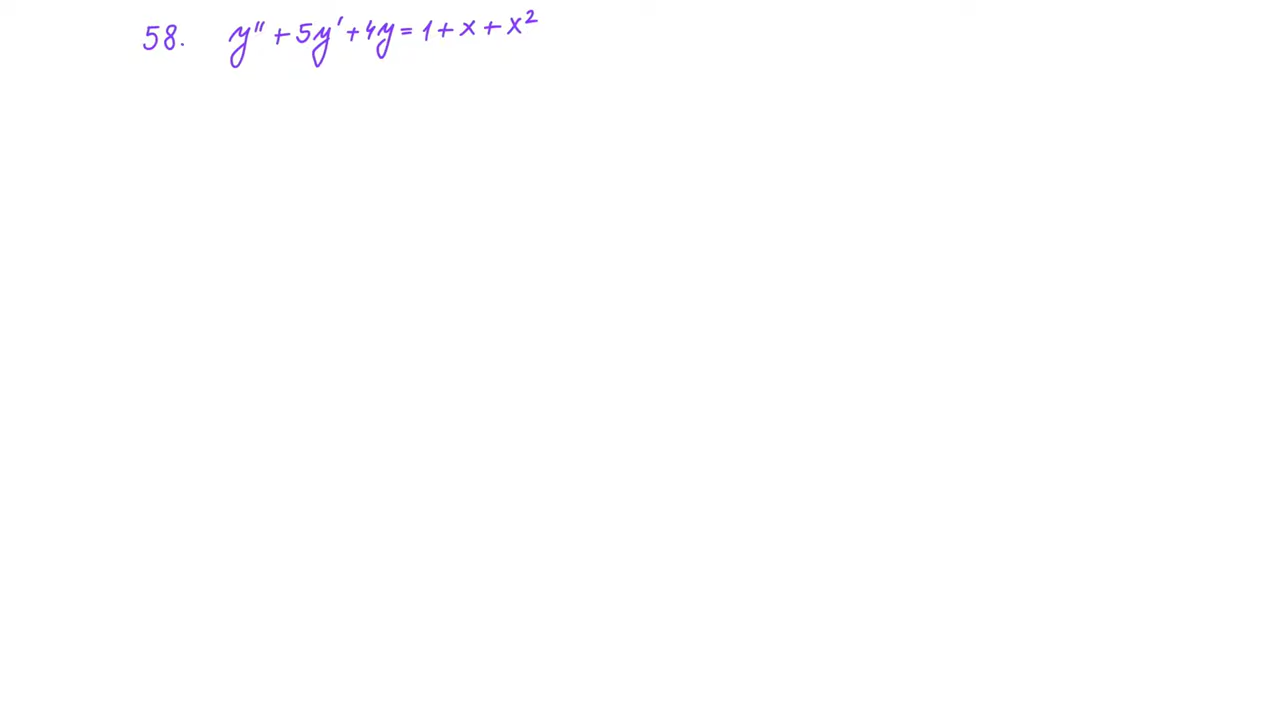 58. y'' + 5y' + 4y = 1 + x + x²